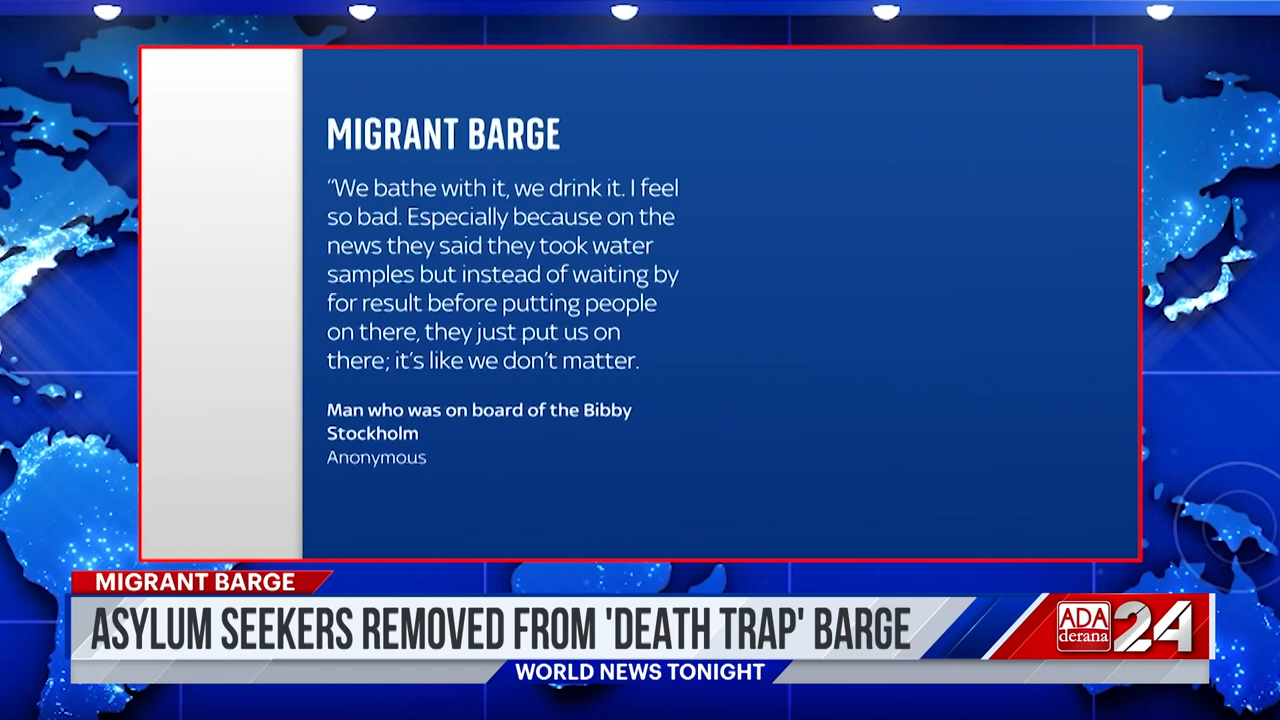 MIGRANT BARGE
“We bathe with it, we drink it. I feel
so bad. Especially because on the
news they said they took water
samples but instead of waiting by
for result before putting people
on there, they just put us on
there; it’s like we don’t matter.
Man who was on board of the Bibby
Stockholm
Anonymous
MIGRANT BARGE
ASYLUM SEEKERS REMOVED FROM 'DEATH TRAP' BARGE
ADA
derana
24
WORLD NEWS TONIGHT